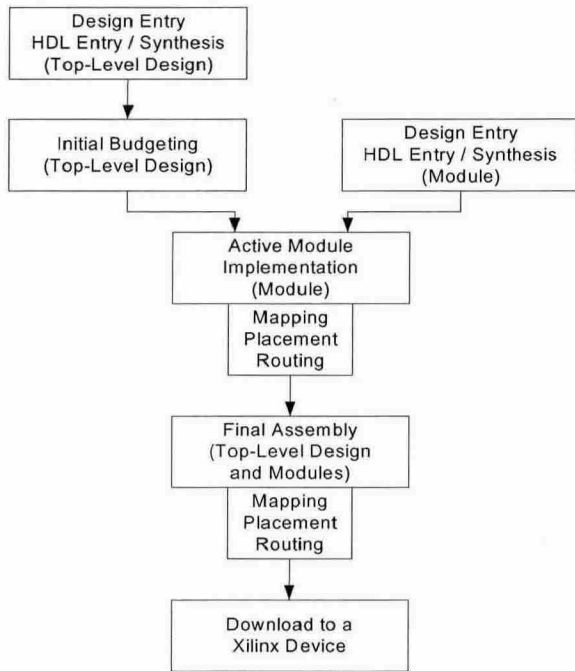 Design Entry
HDL Entry / Synthesis
(Top-Level Design)
Initial Budgeting
(Top-Level Design)
Design Entry
HDL Entry / Synthesis
(Module)
Active Module
Implementation
(Module)
Mapping
Placement
Routing
Final Assembly
(Top-Level Design
and Modules)
Mapping
Placement
Routing
Download to a
Xilinx Device